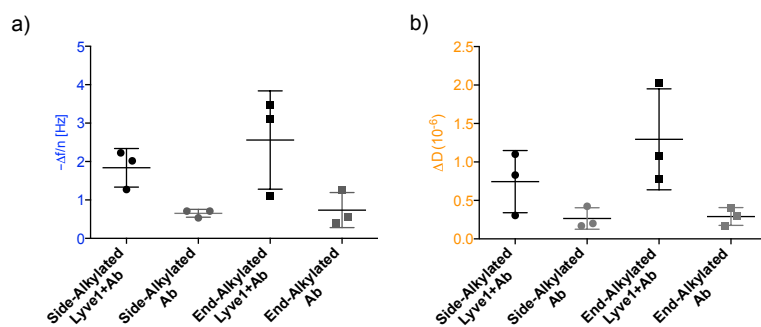 a)
-Δf/n [Hz]
5
4
3
2
1
0
Side-Alkylated
Lyve1+Ab
Side-Alkylated
Ab
End-Alkylated
Lyve1+Ab
End-Alkylated
Ab
b)
ΔD (10⁻⁶)
2.5
2.0
1.5
1.0
0.5
0.0
Side-Alkylated
Lyve1+Ab
Side-Alkylated
Ab
End-Alkylated
Lyve1+Ab
End-Alkylated
Ab